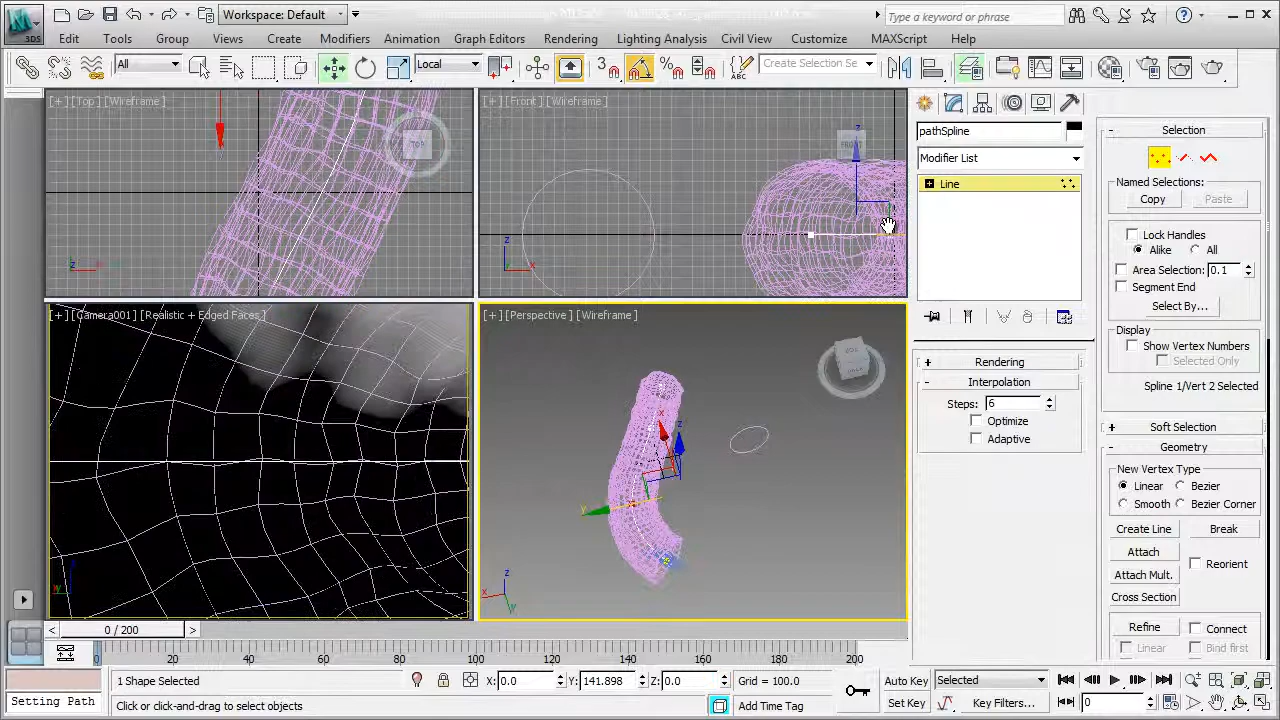 Workspace: Default
Type a keyword or phrase
3DS
Edit Tools Group Views Create Modifiers Animation Graph Editors Rendering Lighting Analysis Civil View Customize MAXScript Help
All Local 3 % Create Selection Se
[+][Top][Wireframe]
[+][Front][Wireframe]
TOP
FRONT
pathSpline
Modifier List
Line
Selection
Named Selections:
Copy Paste
Lock Handles
Alike All
Area Selection: 0.1
Segment End
Select By...
Display
Show Vertex Numbers
Selected Only
Spline 1/Vert 2 Selected
[+][Camera001][Realistic + Edged Faces]
[+][Perspective][Wireframe]
Rendering
Interpolation
Steps: 6
Optimize
Adaptive
Soft Selection
Geometry
New Vertex Type
Linear Bezier
Smooth Bezier Corner
Create Line Break
Attach
Attach Mult.
Reorient
Cross Section
Refine Connect
Linear Bind first
0 / 200
0 20 40 60 80 100 120 140 160 180 200
1 Shape Selected
X: 0.0 Y: 141.898 Z: 0.0 Grid = 100.0
Auto Key Selected
Setting Path
Click or click-and-drag to select objects
Add Time Tag
Set Key Key Filters... 0